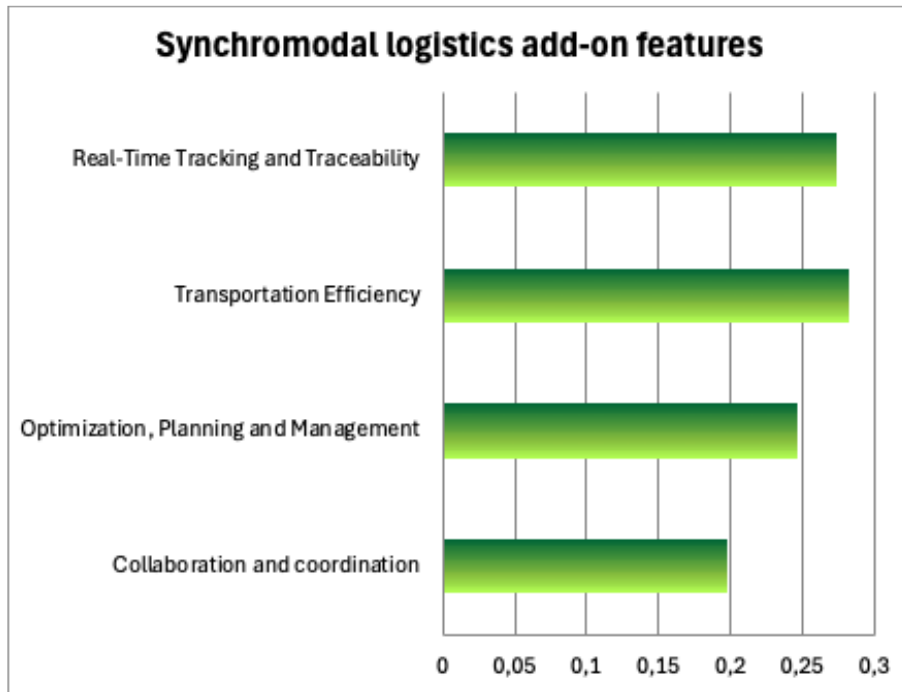 Synchromodal logistics add-on features
Real-Time Tracking and Traceability
Transportation Efficiency
Optimization, Planning and Management
Collaboration and coordination
0 0,05 0,1 0,15 0,2 0,25 0,3